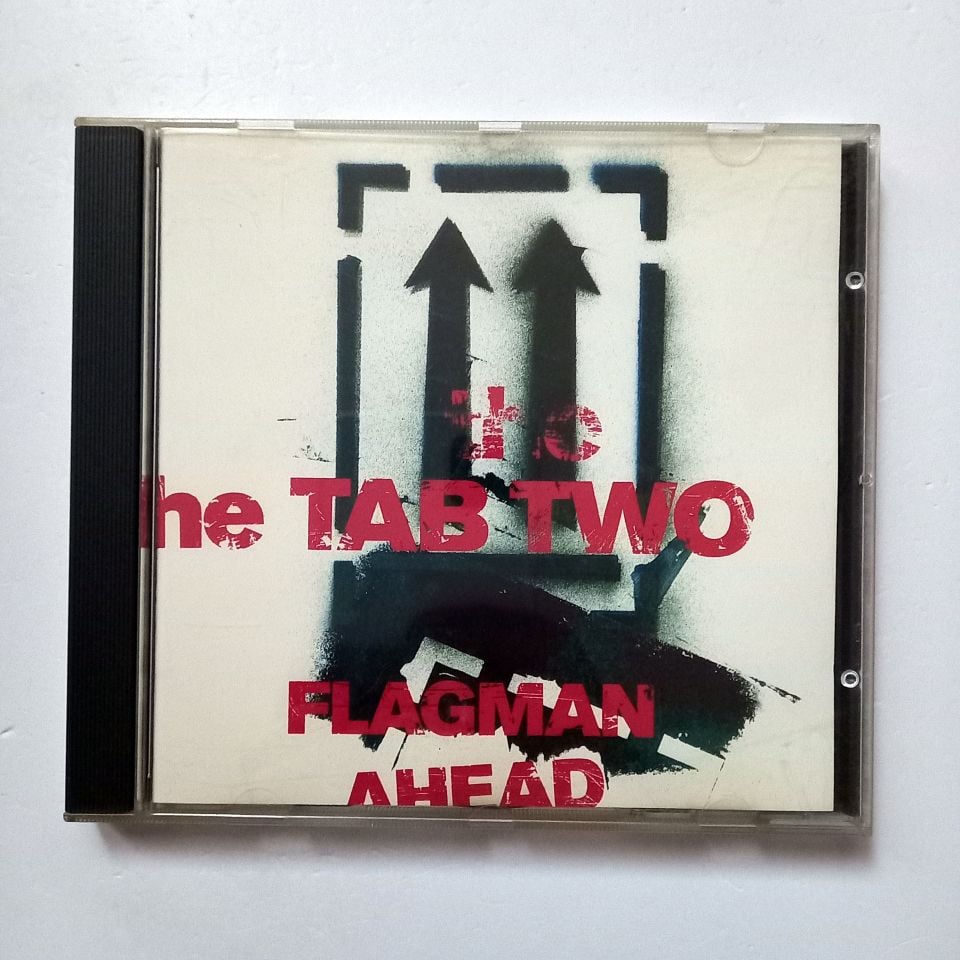 the
he TAB TWO
FLAGMAN
AHEAD